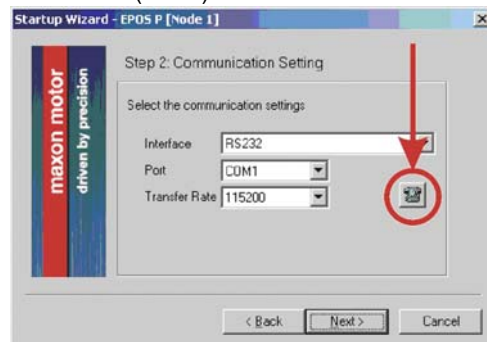 Startup Wizard - EPOS P [Node 1]
maxon motor
driven by precision
Step 2: Communication Setting
Select the communication settings
Interface RS232
Port COM1
Transfer Rate 115200
< Back Next > Cancel